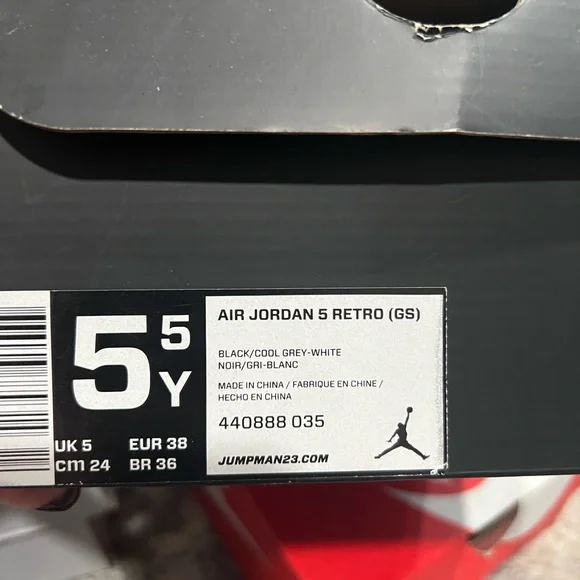 5 5
Y
UK 5 EUR 38
cm 24 BR 36
AIR JORDAN 5 RETRO (GS)
BLACK/COOL GREY-WHITE
NOIR/GRI-BLANC
MADE IN CHINA / FABRIQUE EN CHINE /
HECHO EN CHINA
440888 035
JUMPMAN23.COM